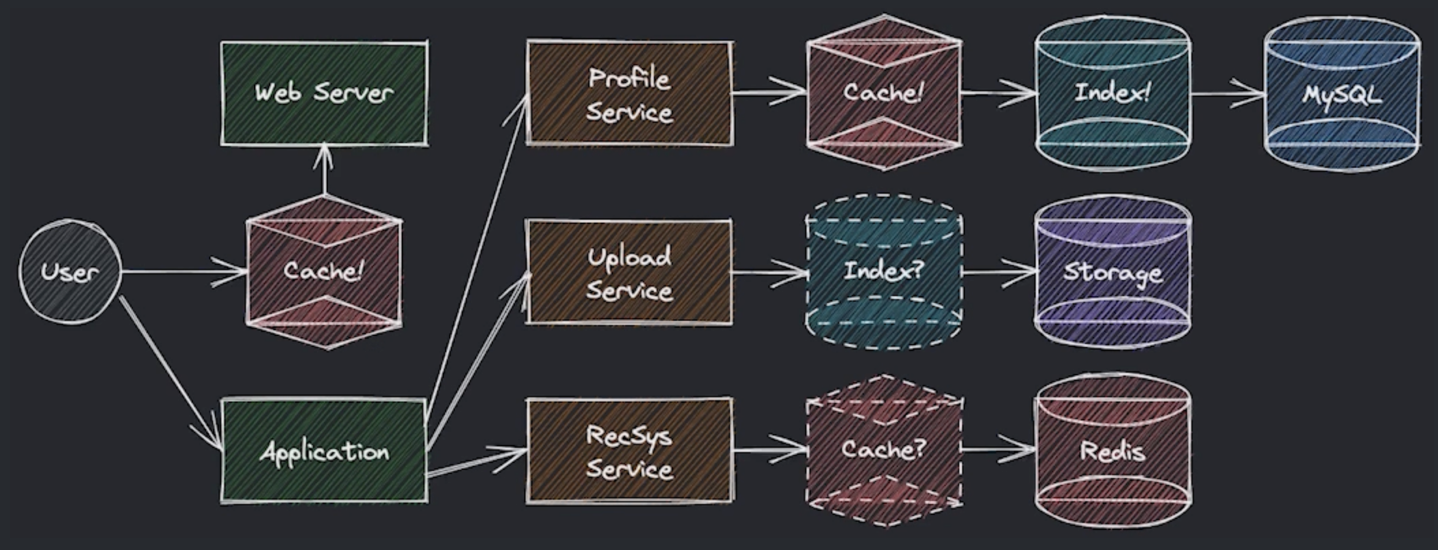 Web Server
Profile
Service
Cache!
Index!
MySQL
User
Cache!
Upload
Service
Index?
Storage
Application
RecSys
Service
Cache?
Redis